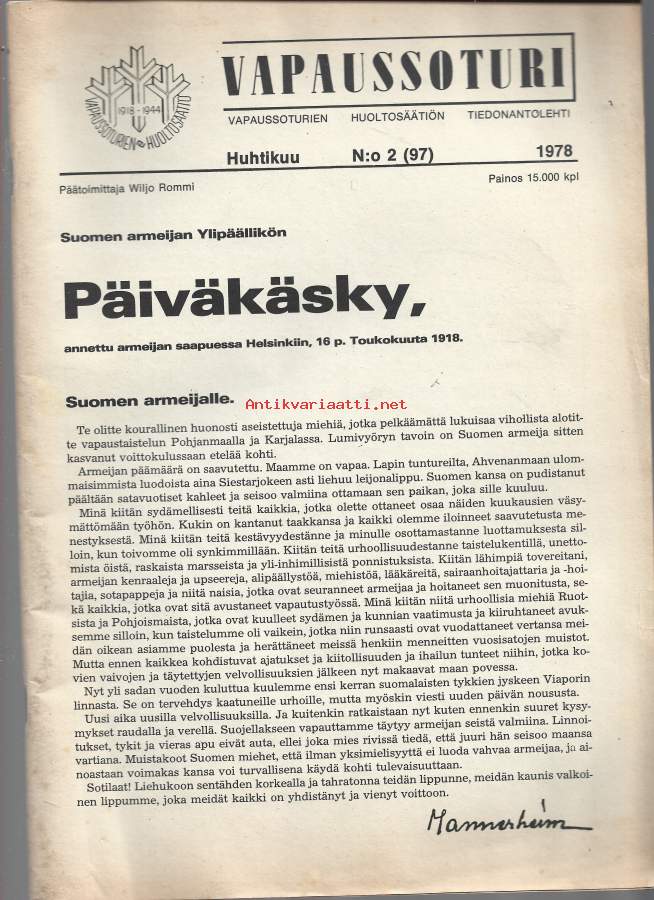 1918 - 1944
VAPAUSSOTURIEN HUOLTOSÄÄTIÖ
VAPAUSSOTURI
VAPAUSSOTURIEN HUOLTOSÄÄTIÖN TIEDONANTOLEHTI
Huhtikuu N:o 2 (97) 1978
Päätoimittaja Wiljo Rommi Painos 15.000 kpl
Suomen armeijan Ylipäällikön
Päiväkäsky,
annettu armeijan saapuessa Helsinkiin, 16 p. Toukokuuta 1918.
Antikvariaatti.net
Suomen armeijalle.
Te olitte kourallinen huonosti aseistettuja miehiä, jotka pelkäämättä lukuisaa vihollista alotit-
te vapaustaistelun Pohjanmaalla ja Karjalassa. Lumivyöryn tavoin on Suomen armeija sitten
kasvanut voittokulussaan etelää kohti.
Armeijan päämäärä on saavutettu. Maamme on vapaa. Lapin tuntureilta, Ahvenanmaan ulom-
maisimmista luodoista aina Siestarjokeen asti liehuu leijonalippu. Suomen kansa on pudistanut
päältään satavuotiset kahleet ja seisoo valmiina ottamaan sen paikan, joka sille kuuluu.
Minä kiitän sydämellisesti teitä kaikkia, jotka olette ottaneet osaa näiden kuukausien väsy-
mättömään työhön. Kukin on kantanut taakkansa ja kaikki olemme iloinneet saavutetusta me-
nestyksestä. Minä kiitän teitä kestävyydestänne ja minulle osottamastanne luottamuksesta sil-
loin, kun toivomme oli synkimmillään. Kiitän teitä urhoollisuudestanne taistelukentillä, unetto-
mista öistä, raskaista marsseista ja yli-inhimillisistä ponnistuksista. Kiitän lähimpiä tovereitani,
armeijan kenraaleja ja upseereja, alipäällystöä, miehistöä, lääkäreitä, sairaanhoitajattaria ja -hoi-
tajia, sotapappeja ja niitä naisia, jotka ovat seuranneet armeijaa ja hoitaneet sen muonitusta, se-
kä kaikkia, jotka ovat sitä avustaneet vapautustyössä. Minä kiitän niitä urhoollisia miehiä Ruot-
sista ja Pohjoismaista, jotka ovat kuulleet sydämen ja kunnian vaatimusta ja kiiruhtaneet avuk-
semme silloin, kun taistelumme oli vaikein, jotka niin runsaasti ovat vuodattaneet vertansa mei-
dän oikean asiamme puolesta ja herättäneet meissä henkiin menneitten vuosisatojen muistot.
Mutta ennen kaikkea kohdistuvat ajatukset ja kiitollisuuden ja ihailun tunteet niihin, jotka ko-
vien vaivojen ja täytettyjen velvollisuuksien jälkeen nyt makaavat maan povessa.
Nyt yli sadan vuoden kuluttua kuulemme ensi kerran suomalaisten tykkien jyskeen Viaporin
linnasta. Se on tervehdys kaatuneille urhoille, mutta myöskin viesti uuden päivän noususta.
Uusi aika uusilla velvollisuuksilla. Ja kuitenkin ratkaistaan nyt kuten ennenkin suuret kysy-
mykset raudalla ja verellä. Suojellakseen vapauttamme täytyy armeijan seistä valmiina. Linnoi-
tukset, tykit ja vieras apu eivät auta, ellei joka mies rivissä tiedä, että juuri hän seisoo maansa
vartiana. Muistakoot Suomen miehet, että ilman yksimielisyyttä ei luoda vahvaa armeijaa, ja ai-
noastaan voimakas kansa voi turvallisena käydä kohti tulevaisuuttaan.
Sotilaat! Liehukoon sentähden korkealla ja tahratonna teidän lippunne, meidän kaunis valkoi-
nen lippumme, joka meidät kaikki on yhdistänyt ja vienyt voittoon.
Mannerheim